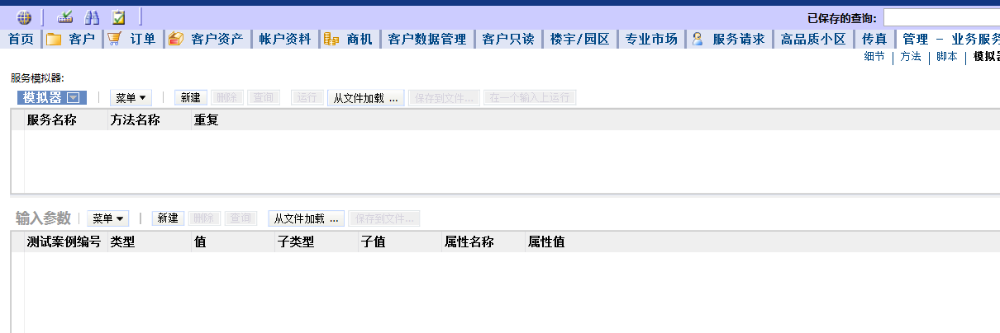 已保存的查询:
首页 客户 订单 客户资产 帐户资料 商机 客户数据管理 客户只读 楼宇/园区 专业市场 服务请求 高品质小区 传真 管理 - 业务服务
细节 方法 脚本 模拟器
服务模拟器:
模拟器 菜单 新建 删除 查询 运行 从文件加载 ... 保存到文件... 在一个输入上运行
服务名称 方法名称 重复
输入参数 菜单 新建 删除 查询 从文件加载 ... 保存到文件...
测试案例编号 类型 值 子类型 子值 属性名称 属性值